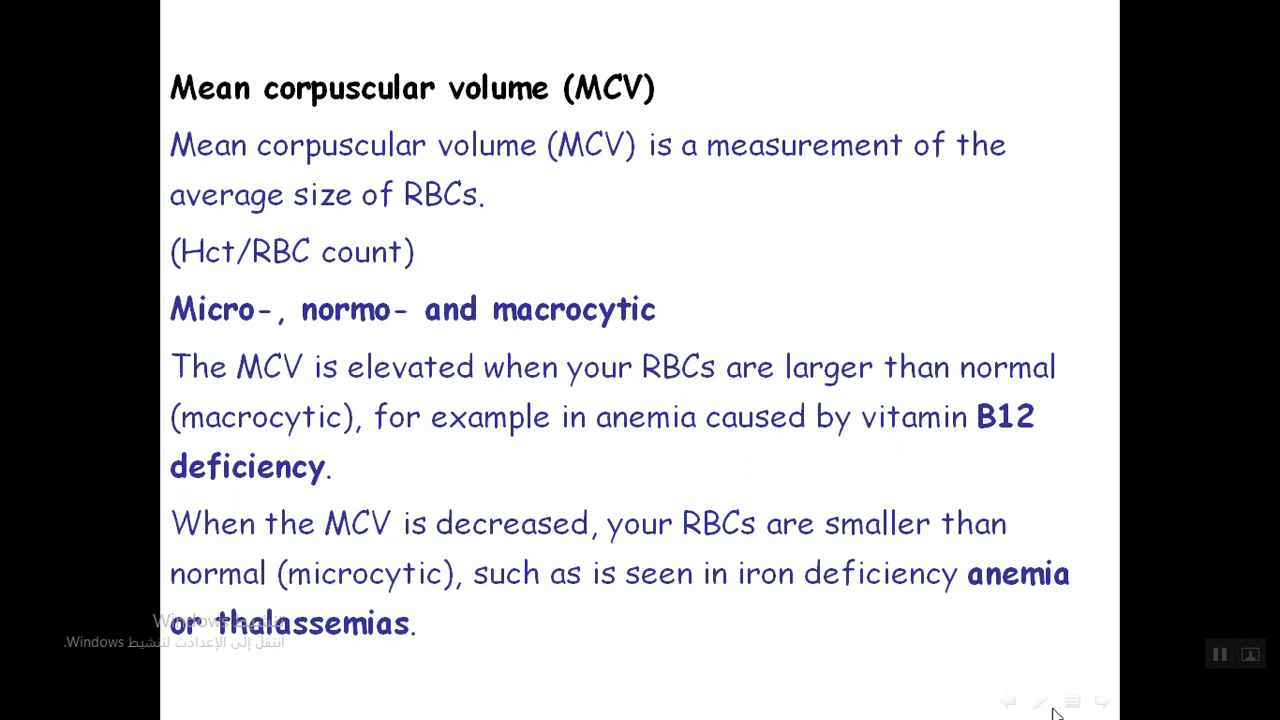 Mean corpuscular volume (MCV)
Mean corpuscular volume (MCV) is a measurement of the
average size of RBCs.
(Hct/RBC count)
Micro-, normo- and macrocytic
The MCV is elevated when your RBCs are larger than normal
(macrocytic), for example in anemia caused by vitamin B12
deficiency.
When the MCV is decreased, your RBCs are smaller than
normal (microcytic), such as is seen in iron deficiency anemia
or thalassemias.
تنشيط Windows
انتقل إلى الإعدادت لتنشيط Windows.